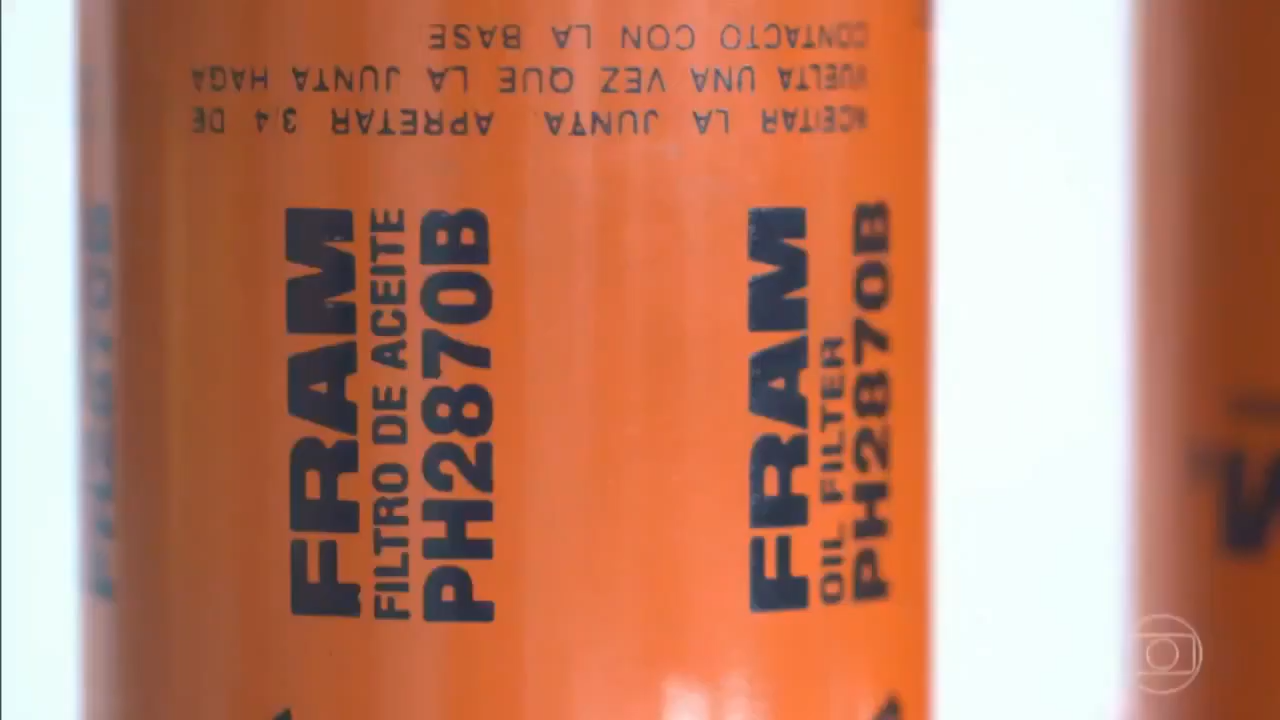 ACEITAR LA JUNTA. APRETAR 3/4 DE
VUELTA UNA VEZ QUE LA JUNTA HAGA
CONTACTO CON LA BASE
FRAM
FILTRO DE ACEITE
PH2870B
FRAM
OIL FILTER
PH2870B